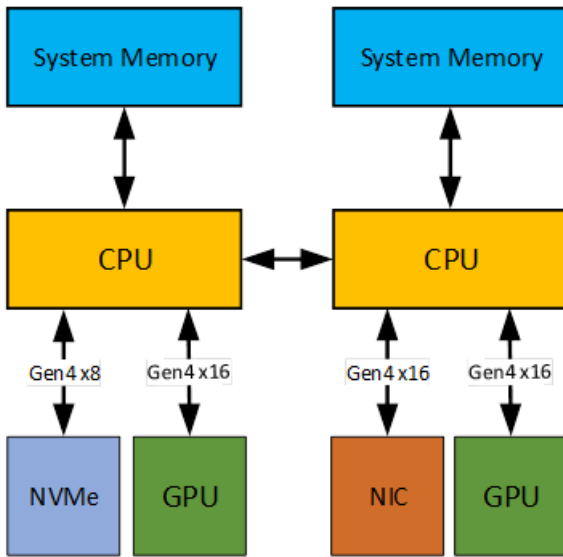 System Memory
System Memory
CPU
CPU
Gen4 x8
Gen4 x16
Gen4 x16
Gen4 x16
NVMe
GPU
NIC
GPU